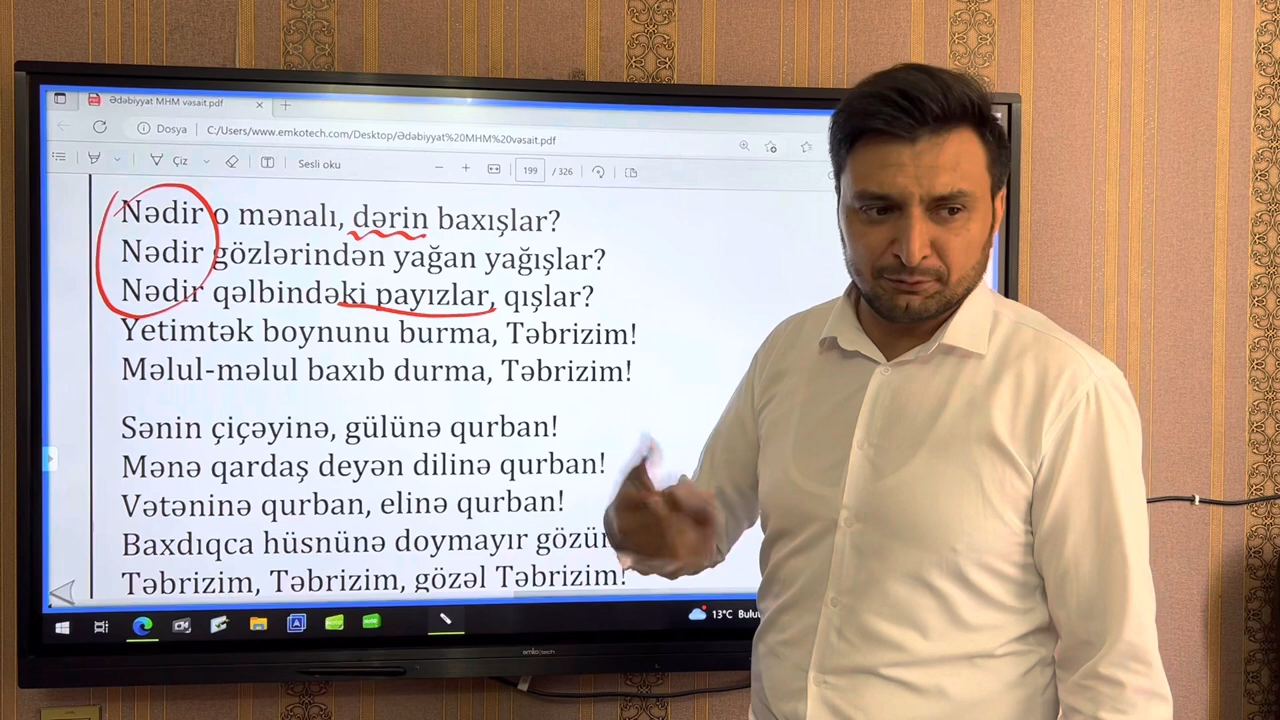 Ədəbiyyat MHM vəsait.pdf
Dosya
C:/Users/www.emkotech.com/Desktop/Ədəbiyyat%20MHM%20vəsait.pdf
Çiz
Sesli oku
199
/ 326
Nədir o mənalı, dərin baxışlar?
Nədir gözlərindən yağan yağışlar?
Nədir qəlbindəki payızlar, qışlar?
Yetimtək boynunu burma, Təbrizim!
Məlul-məlul baxıb durma, Təbrizim!
Sənin çiçəyinə, gülünə qurban!
Mənə qardaş deyən dilinə qurban!
Vətəninə qurban, elinə qurban!
Baxdıqca hüsnünə doymayır
Təbrizim, Təbrizim, gözəl Təbrizim!
13°C
emko|tech